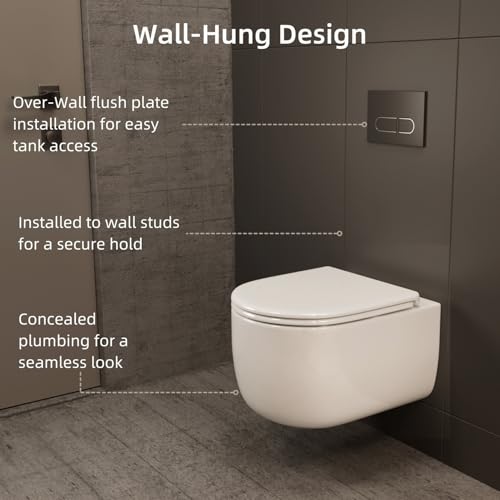 Wall-Hung Design
Over-Wall flush plate
installation for easy
tank access
Installed to wall studs
for a secure hold
Concealed
plumbing for a
seamless look